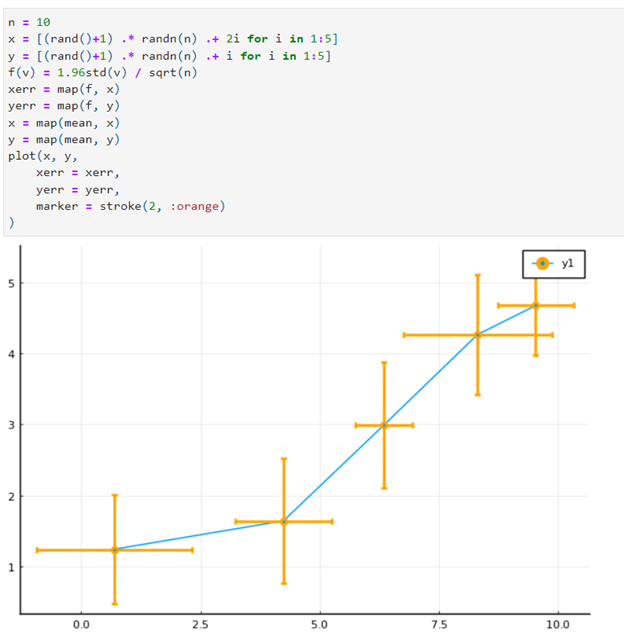 n = 10
x = [(rand()+1) .* randn(n) .+ 2i for i in 1:5]
y = [(rand()+1) .* randn(n) .+ i for i in 1:5]
f(v) = 1.96std(v) / sqrt(n)
xerr = map(f, x)
yerr = map(f, y)
x = map(mean, x)
y = map(mean, y)
plot(x, y,
    xerr = xerr,
    yerr = yerr,
    marker = stroke(2, :orange)
)
y1
5
4
3
2
1
0.0 2.5 5.0 7.5 10.0